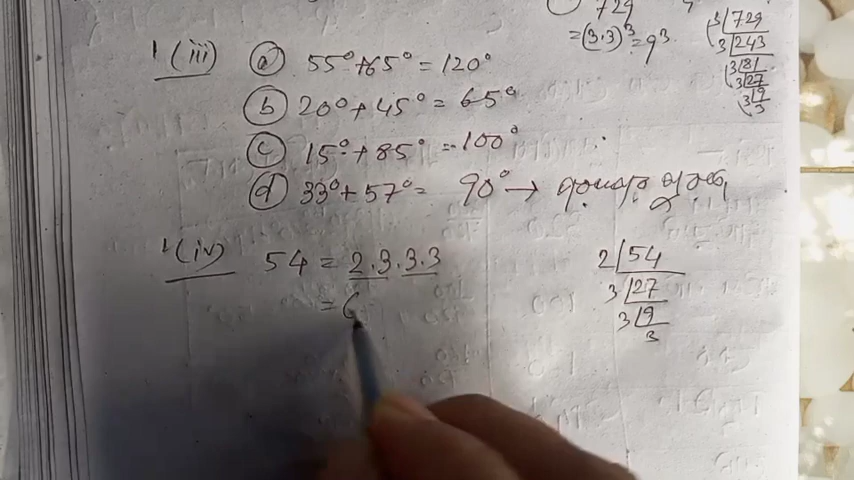 729
= (3.3)³ = 9³
3 | 729
3 | 243
3 | 81
3 | 27
3 | 9
3
1 (iii) (a) 55° + 65° = 120°
(b) 20° + 45° = 65°
(c) 15° + 85° = 100°
(d) 33° + 57° = 90° →
1 (iv) 54 = 2.3.3.3
= 6
2 | 54
3 | 27
3 | 9
3